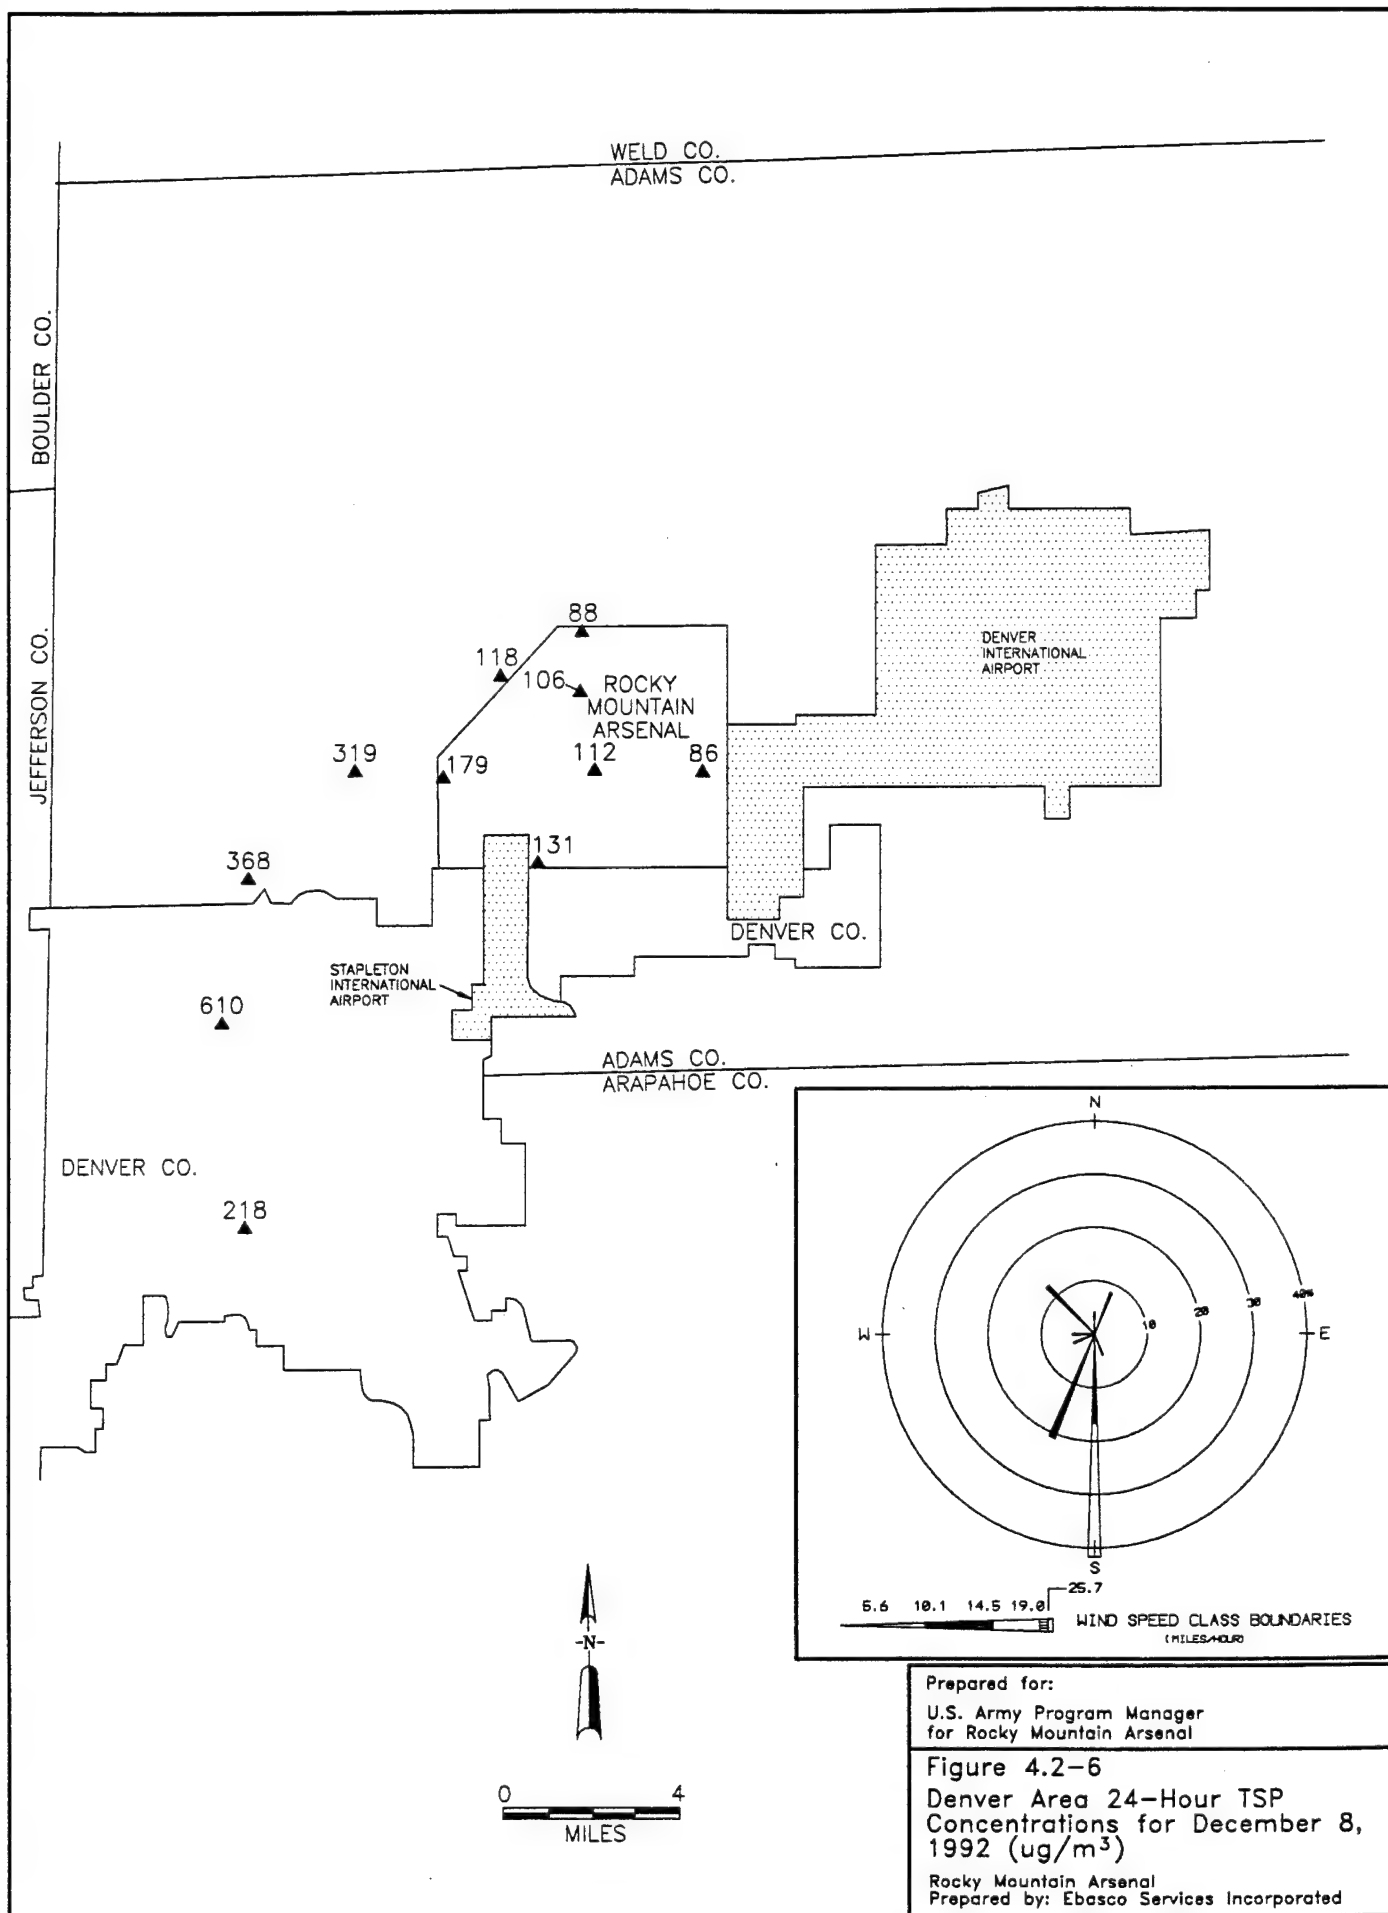 WELD CO.
ADAMS CO.
BOULDER CO.
JEFFERSON CO.
88
118
106
ROCKY
MOUNTAIN
ARSENAL
DENVER
INTERNATIONAL
AIRPORT
319
179
112
86
131
368
DENVER CO.
STAPLETON
INTERNATIONAL
AIRPORT
610
ADAMS CO.
ARAPAHOE CO.
DENVER CO.
218
N
W
E
S
10
20
30
40%
5.6 10.1 14.5 19.0 25.7
WIND SPEED CLASS BOUNDARIES
(MILES/HOUR)
-N-
0 4
MILES
Prepared for:
U.S. Army Program Manager
for Rocky Mountain Arsenal
Figure 4.2-6
Denver Area 24-Hour TSP
Concentrations for December 8,
1992 (ug/m³)
Rocky Mountain Arsenal
Prepared by: Ebasco Services Incorporated